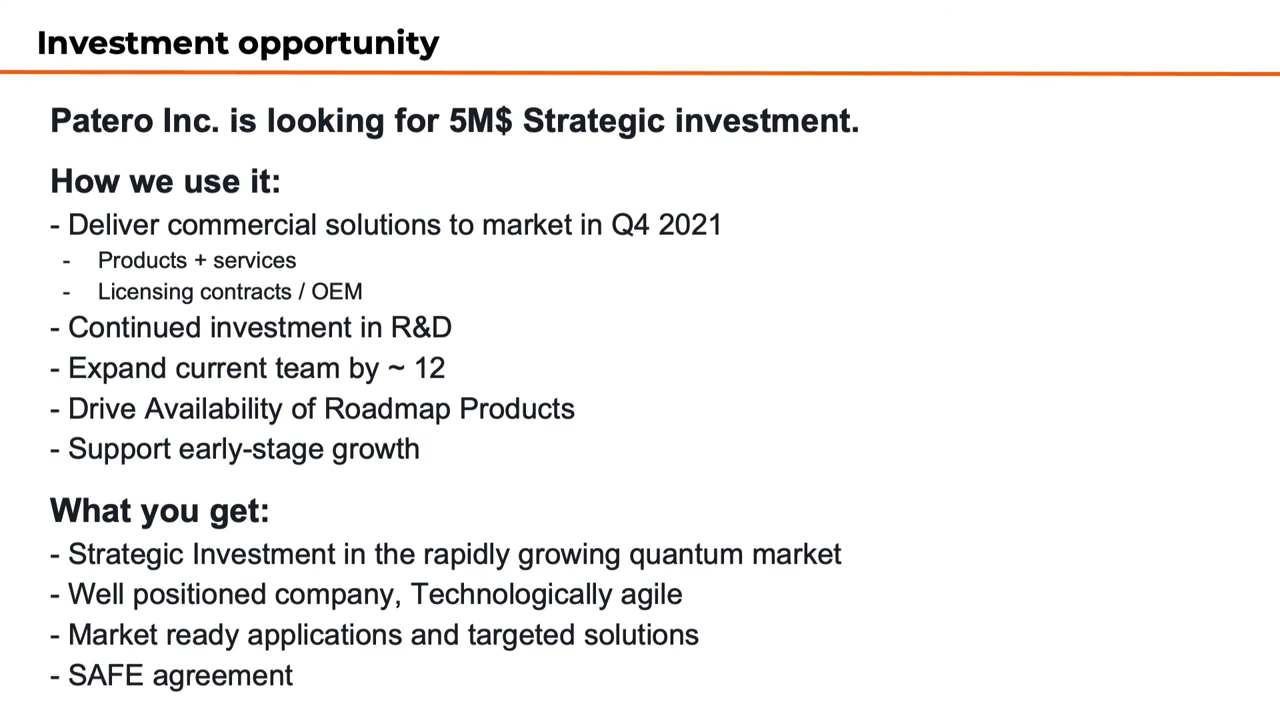 Investment opportunity
Patero Inc. is looking for 5M$ Strategic investment.
How we use it:
- Deliver commercial solutions to market in Q4 2021
- Products + services
- Licensing contracts / OEM
- Continued investment in R&D
- Expand current team by ~ 12
- Drive Availability of Roadmap Products
- Support early-stage growth
What you get:
- Strategic Investment in the rapidly growing quantum market
- Well positioned company, Technologically agile
- Market ready applications and targeted solutions
- SAFE agreement